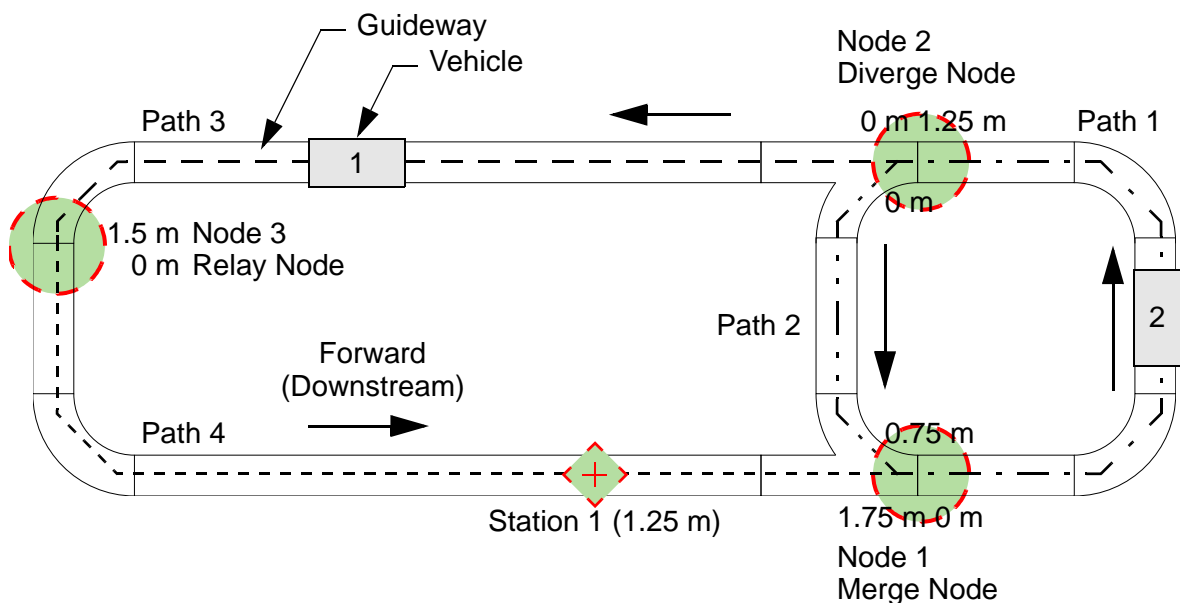 Guideway
Vehicle
Node 2
Diverge Node
Path 3
0 m 1.25 m
Path 1
1
0 m
1.5 m Node 3
0 m Relay Node
2
Path 2
Forward
(Downstream)
Path 4
0.75 m
Station 1 (1.25 m)
1.75 m 0 m
Node 1
Merge Node